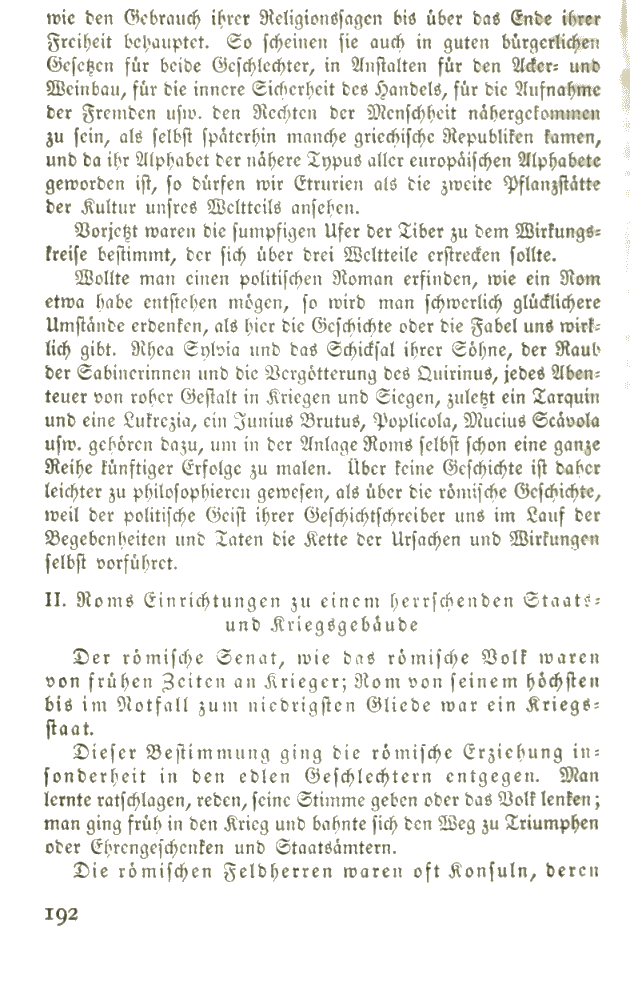 wie den Gebrauch ihrer Religionssagen bis über das Ende ihrer
Freiheit behauptet. So scheinen sie auch in guten bürgerlichen
Gesetzen für beide Geschlechter, in Anstalten für den Acker- und
Weinbau, für die innere Sicherheit des Handels, für die Aufnahme
der Fremden usw. den Rechten der Menschheit nähergekommen
zu sein, als selbst späterhin manche griechische Republiken kamen,
und da ihr Alphabet der nähere Typus aller europäischen Alphabete
geworden ist, so dürfen wir Etrurien als die zweite Pflanzstätte
der Kultur unsres Weltteils ansehen.
Vorjetzt waren die sumpfigen Ufer der Tiber zu dem Wirkungs-
kreise bestimmt, der sich über drei Weltteile erstrecken sollte.
Wollte man einen politischen Roman erfinden, wie ein Rom
etwa habe entstehen mögen, so wird man schwerlich glücklichere
Umstände erdenken, als hier die Geschichte oder die Fabel uns wirk-
lich gibt. Rhea Sylvia und das Schicksal ihrer Söhne, der Raub
der Sabinerinnen und die Vergötterung des Quirinus, jedes Aben-
teuer von roher Gestalt in Kriegen und Siegen, zuletzt ein Tarquin
und eine Lukrezia, ein Junius Brutus, Poplicola, Mucius Scävola
usw. gehören dazu, um in der Anlage Roms selbst schon eine ganze
Reihe künftiger Erfolge zu malen. Über keine Geschichte ist daher
leichter zu philosophieren gewesen, als über die römische Geschichte,
weil der politische Geist ihrer Geschichtschreiber uns im Lauf der
Begebenheiten und Taten die Kette der Ursachen und Wirkungen
selbst vorführet.
II. Roms Einrichtungen zu einem herrschenden Staats-
und Kriegsgebäude
Der römische Senat, wie das römische Volk waren
von frühen Zeiten an Krieger; Rom von seinem höchsten
bis im Notfall zum niedrigsten Gliede war ein Kriegs-
staat.
Dieser Bestimmung ging die römische Erziehung in-
sonderheit in den edlen Geschlechtern entgegen. Man
lernte ratschlagen, reden, seine Stimme geben oder das Volk lenken;
man ging früh in den Krieg und bahnte sich den Weg zu Triumphen
oder Ehrengeschenken und Staatsämtern.
Die römischen Feldherren waren oft Konsuln, deren
192